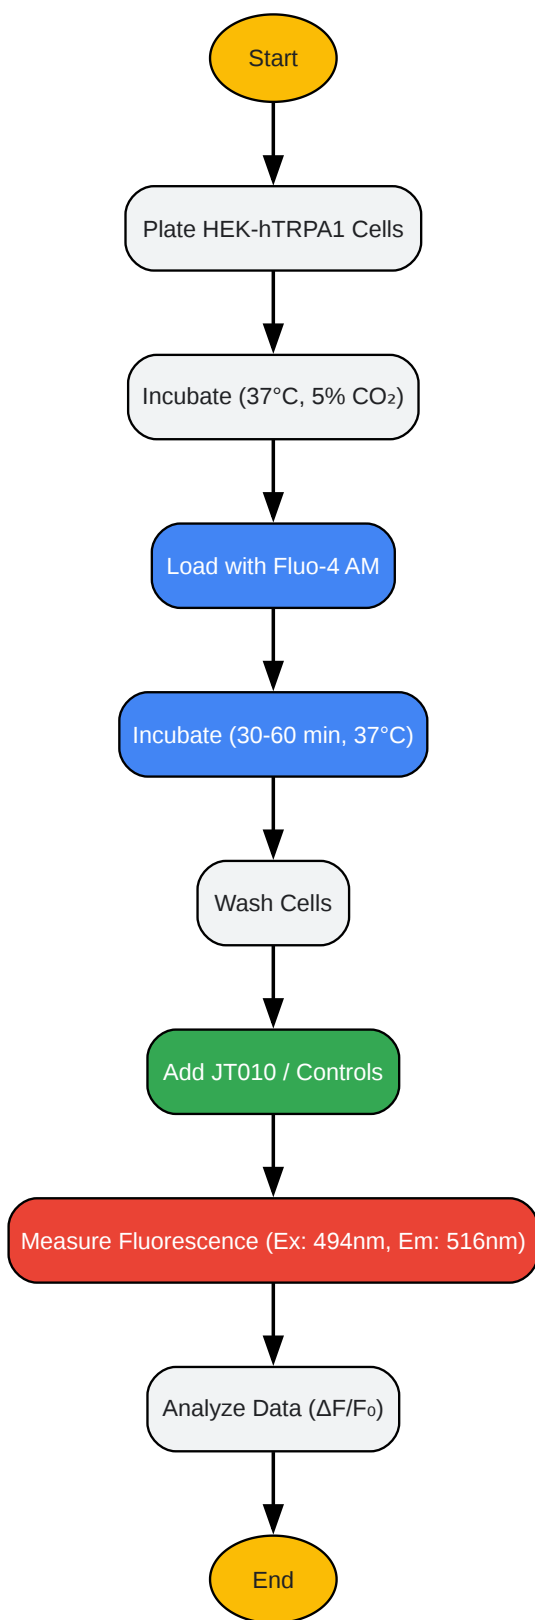 Start
Plate HEK-hTRPA1 Cells
Incubate (37°C, 5% CO₂)
Load with Fluo-4 AM
Incubate (30-60 min, 37°C)
Wash Cells
Add JT010 / Controls
Measure Fluorescence (Ex: 494nm, Em: 516nm)
Analyze Data (ΔF/F₀)
End